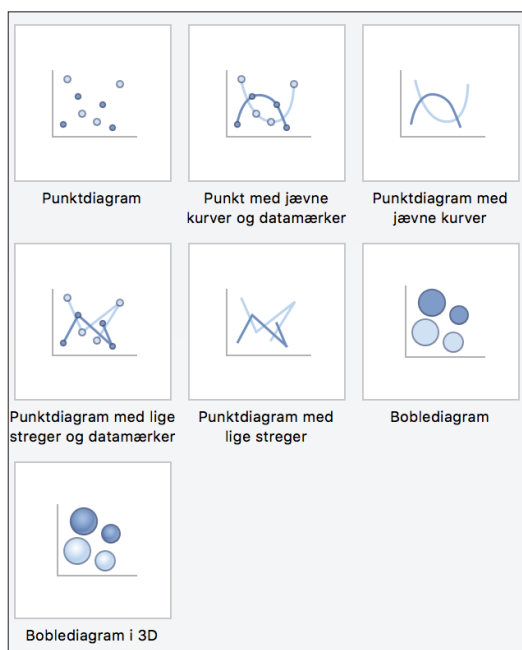 Punktdiagram
Punkt med jævne
kurver og datamærker
Punktdiagram med
jævne kurver
Punktdiagram med lige
streger og datamærker
Punktdiagram med
lige streger
Boblediagram
Boblediagram i 3D